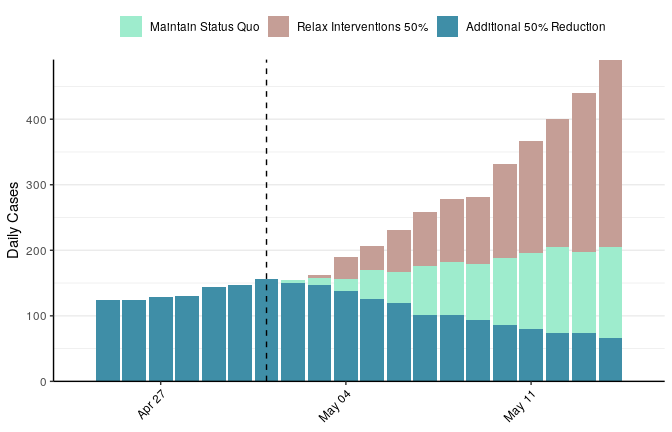 Maintain Status Quo Relax Interventions 50% Additional 50% Reduction
Daily Cases
400
300
200
100
0
Apr 27
May 04
May 11